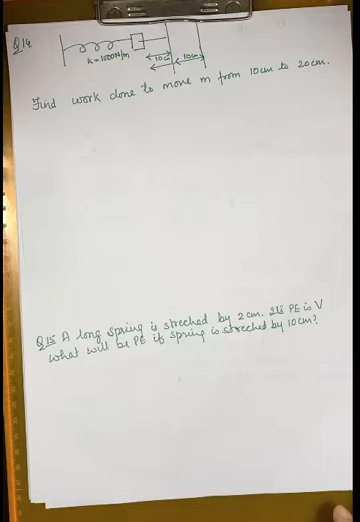 Q14
K=1500N/m
10cm 10cm
Find work done to move m from 10cm to 20cm.
Q15 A long spring is streched by 2cm. Its PE is V
What will be PE if spring is streched by 10cm?